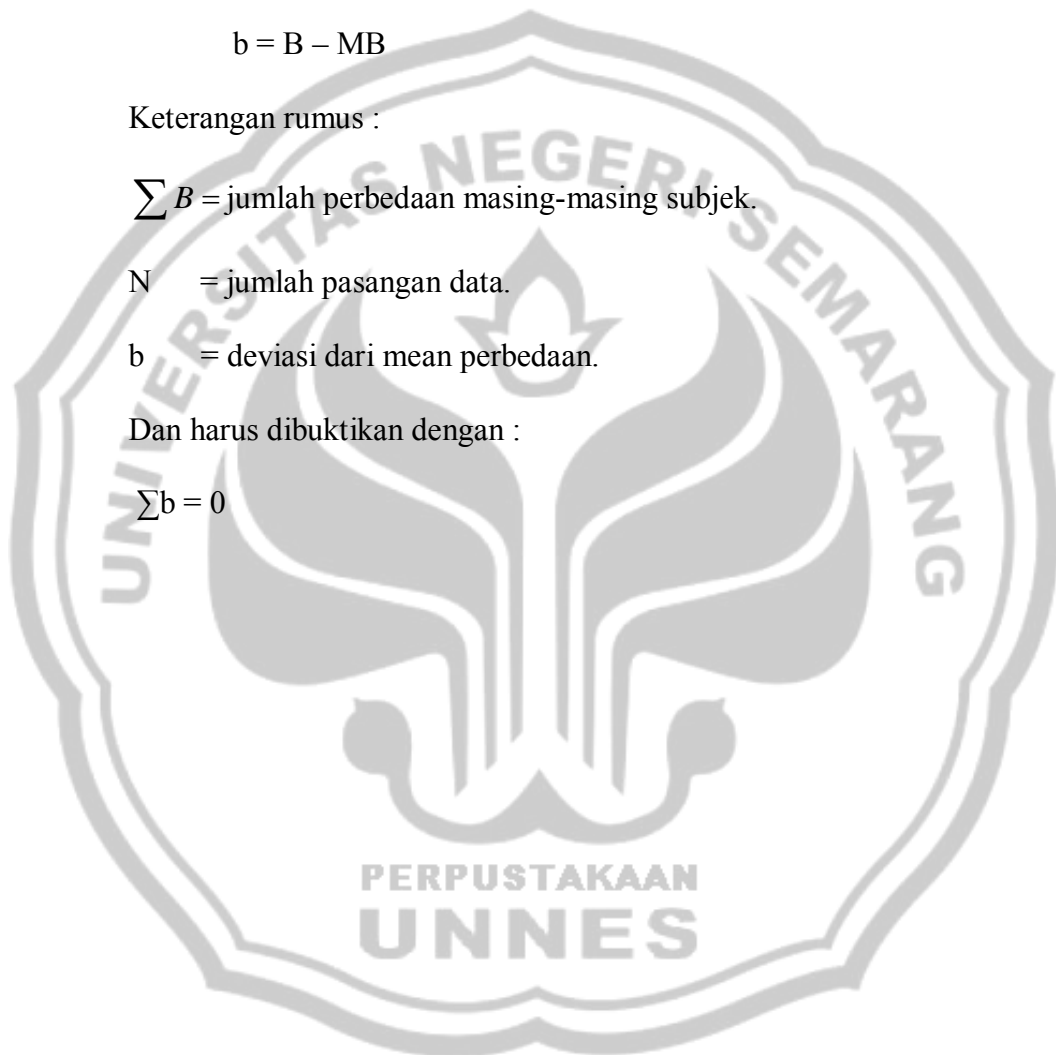 b = B – MB
Keterangan rumus :
∑ B = jumlah perbedaan masing-masing subjek.
N = jumlah pasangan data.
b = deviasi dari mean perbedaan.
Dan harus dibuktikan dengan :
∑b = 0
UNIVERSITAS NEGERI SEMARANG
PERPUSTAKAAN
UNNES